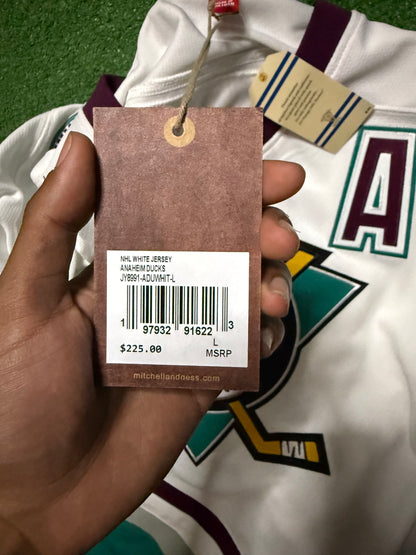 A
NHL WHITE JERSEY
ANAHEIM DUCKS
JY8991-ADUWHIT-L
1 97932 91622 3
L
$225.00
MSRP
mitchellandness.com